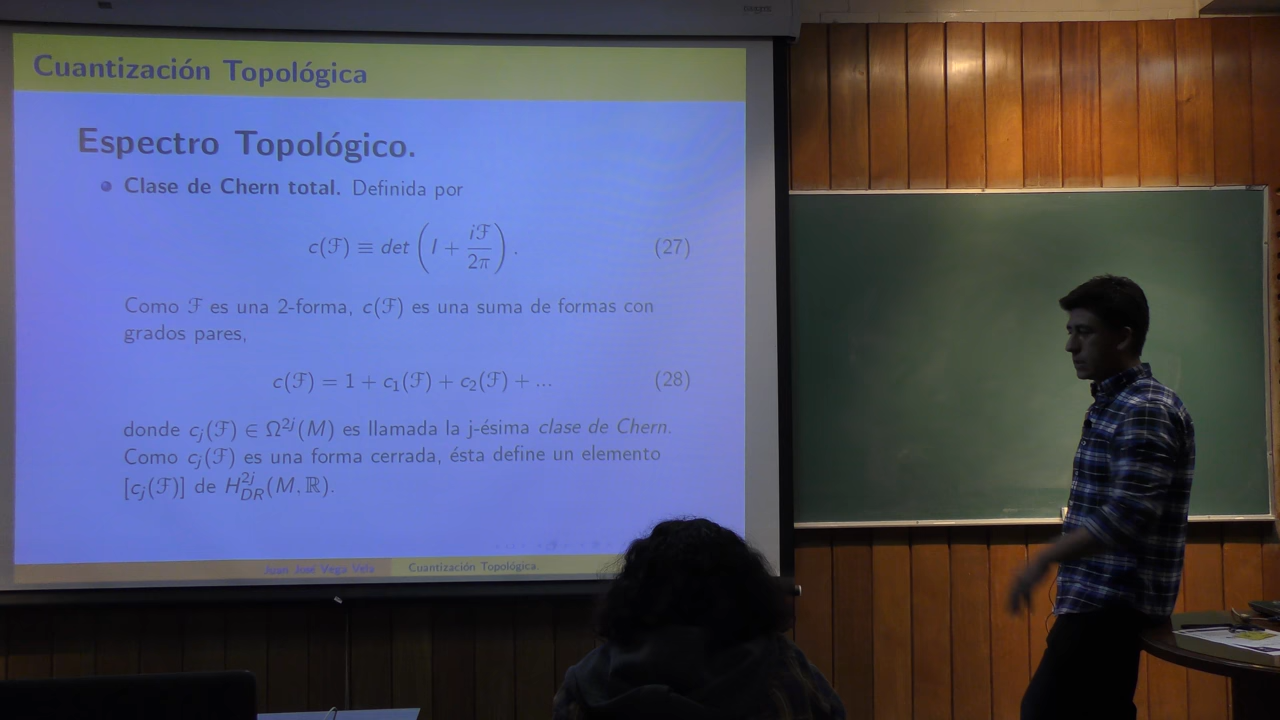 Cuantización Topológica
Espectro Topológico.
Clase de Chern total. Definida por
c(ℱ) ≡ det (I + iℱ/2π). (27)
Como ℱ es una 2-forma, c(ℱ) es una suma de formas con
grados pares,
c(ℱ) = 1 + c₁(ℱ) + c₂(ℱ) + ... (28)
donde cⱼ(ℱ) ∈ Ω²ʲ(M) es llamada la j-ésima clase de Chern.
Como cⱼ(ℱ) es una forma cerrada, ésta define un elemento
[cⱼ(ℱ)] de H²ʲ_DR(M, ℝ).
Juan José Vega Cuantización Topológica.